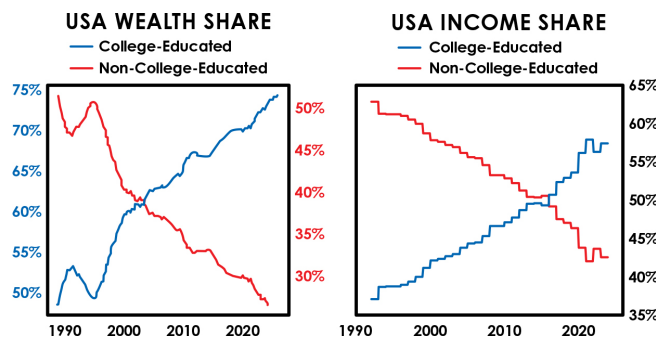 USA WEALTH SHARE
College-Educated
Non-College-Educated
75%
70%
65%
60%
55%
50%
50%
45%
40%
35%
30%
1990 2000 2010 2020
USA INCOME SHARE
College-Educated
Non-College-Educated
65%
60%
55%
50%
45%
40%
35%
1990 2000 2010 2020